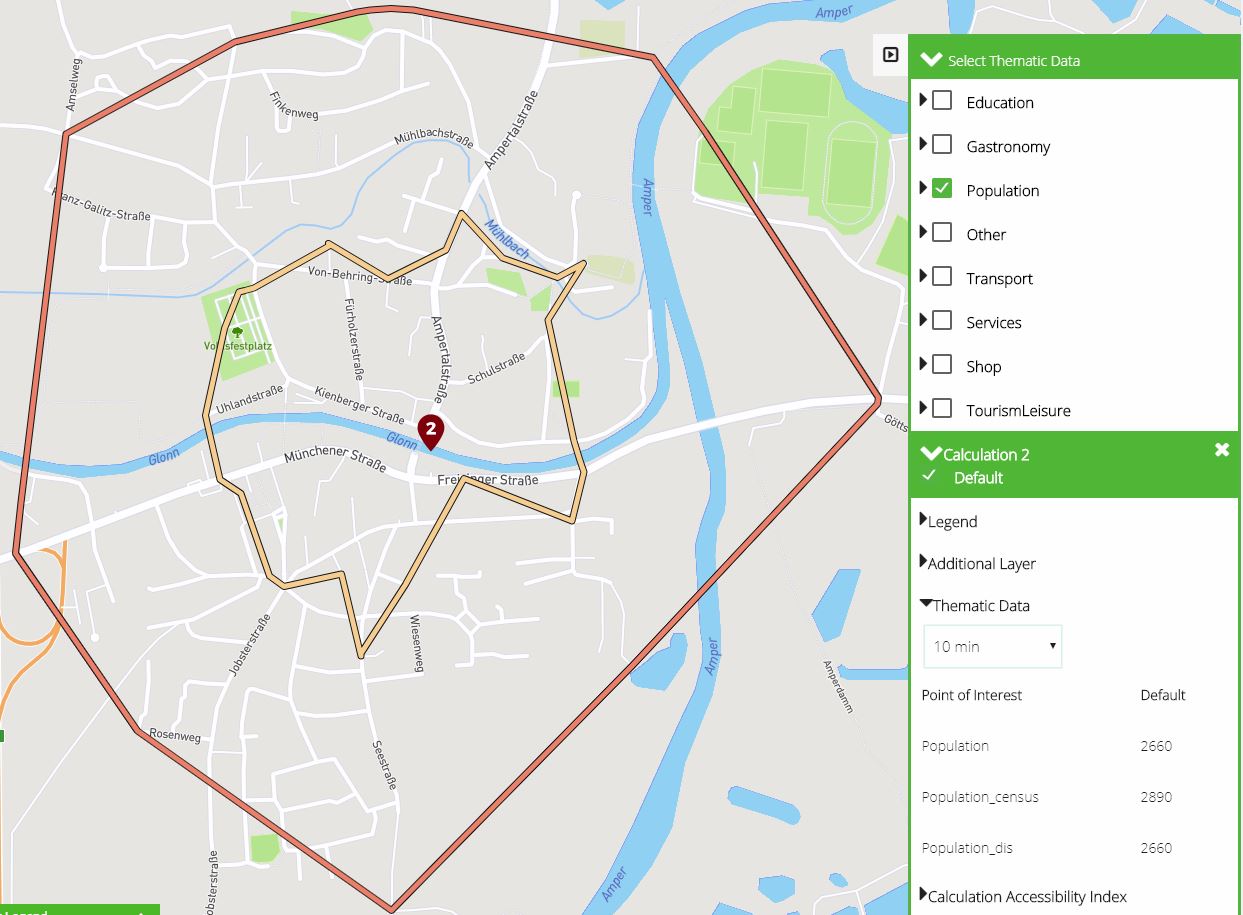 Amper
Select Thematic Data
Education
Gastronomy
Population
Other
Transport
Services
Shop
TourismLeisure
Calculation 2
Default
Legend
Additional Layer
Thematic Data
10 min
Point of Interest Default
Population 2660
Population_census 2890
Population_dis 2660
Calculation Accessibility Index
Amselweg
Finkenweg
Mühlbachstraße
Ampertalstraße
Franz-Galitz-Straße
Amper
Mühlbach
Von-Behring-Straße
Fürholzerstraße
Ampertalstraße
Volksfestplatz
Schulstraße
Uhlandstraße
Kienberger Straße
2
Glonn
Glonn
Münchener Straße
Freisinger Straße
Götts
Jobsterstraße
Wiesenweg
Amper
Amperdamm
Rosenweg
Seestraße
obsterstraße
Amper